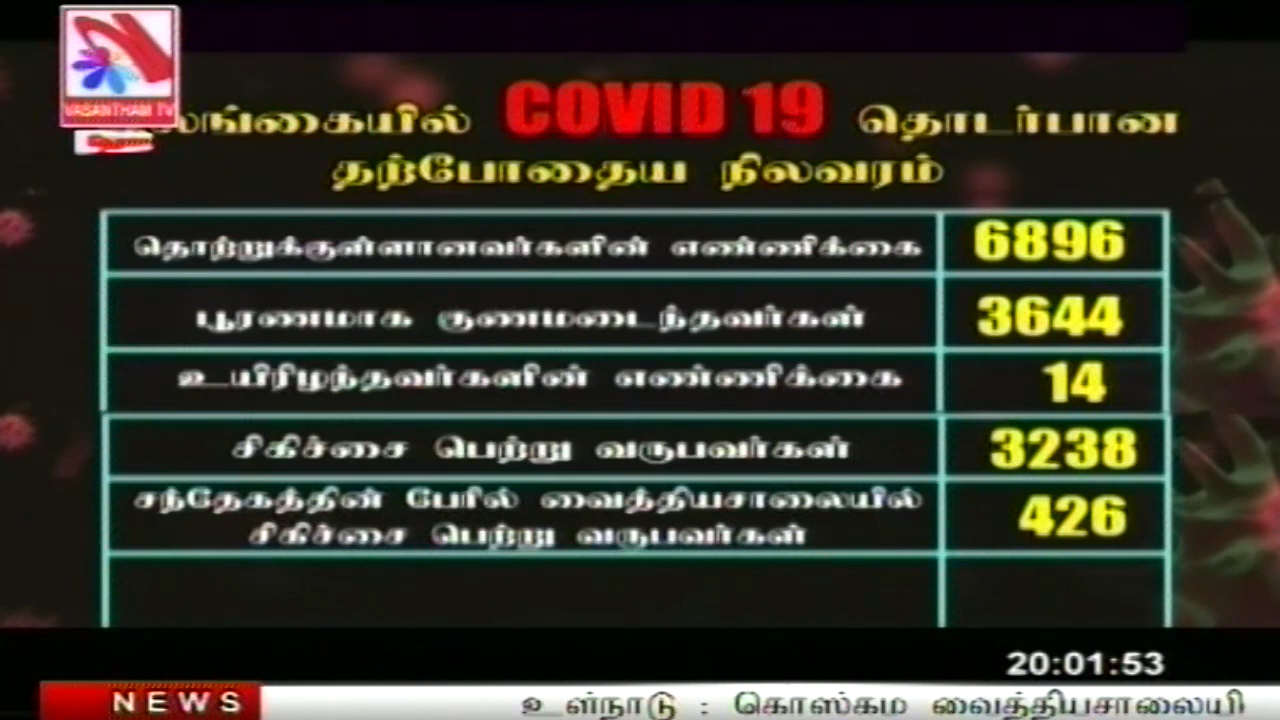 VASANTHAM TV
லங்கையில் COVID 19 தொடர்பான
தற்போதைய நிலவரம்
தொற்றுக்குள்ளானவர்களின் எண்ணிக்கை 6896
பூரணமாக குணமடைந்தவர்கள் 3644
உயிரிழந்தவர்களின் எண்ணிக்கை 14
சிகிச்சை பெற்று வருபவர்கள் 3238
சந்தேகத்தின் பேரில் வைத்தியசாலையில்
சிகிச்சை பெற்று வருபவர்கள் 426
20:01:53
NEWS உள்நாடு : கொஸ்கம வைத்தியசாலையி